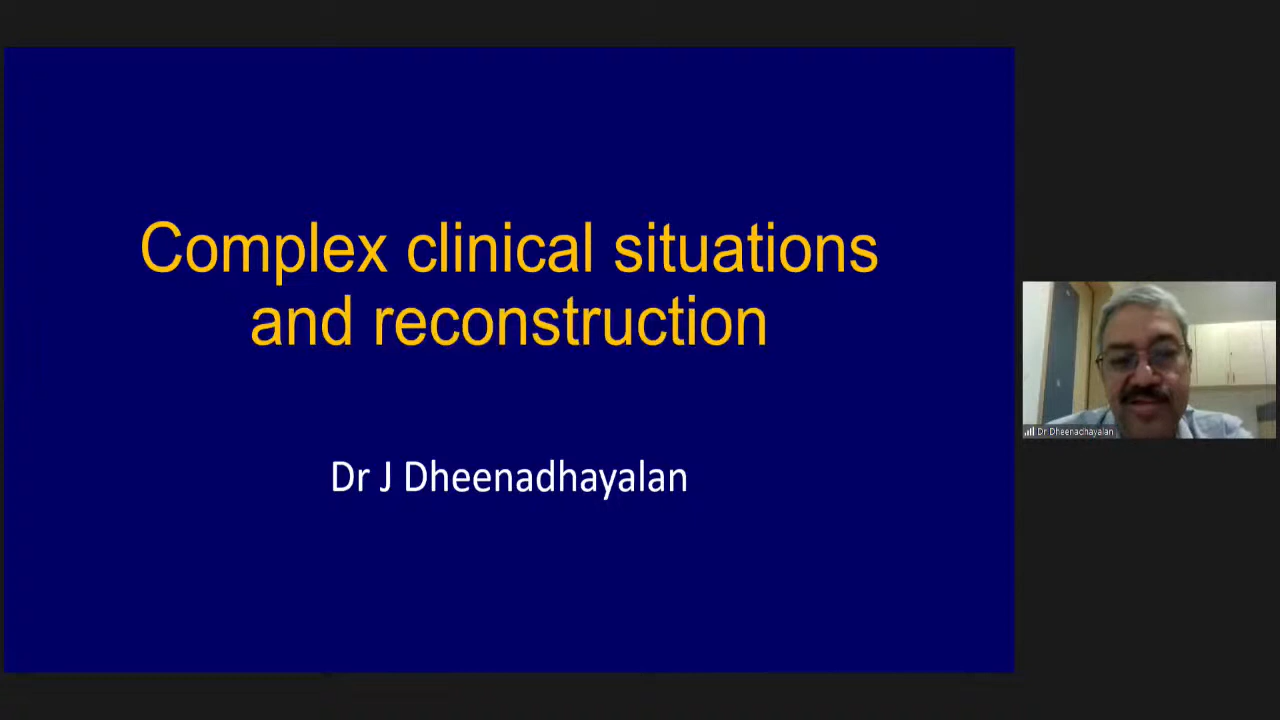 Complex clinical situations
and reconstruction
Dr J Dheenadhayalan
Dr Dheenadhayalan